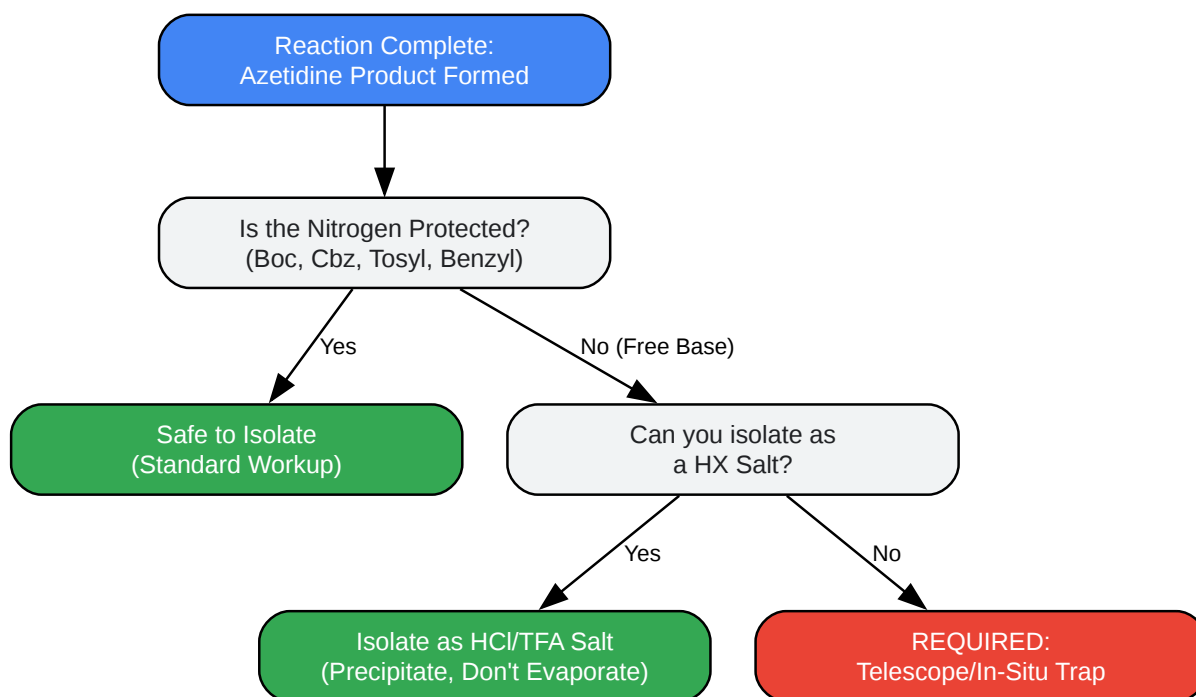 Reaction Complete:
Azetidine Product Formed
Is the Nitrogen Protected?
(Boc, Cbz, Tosyl, Benzyl)
Yes
No (Free Base)
Safe to Isolate
(Standard Workup)
Can you isolate as
a HX Salt?
Yes
No
Isolate as HCl/TFA Salt
(Precipitate, Don't Evaporate)
REQUIRED:
Telescope/In-Situ Trap